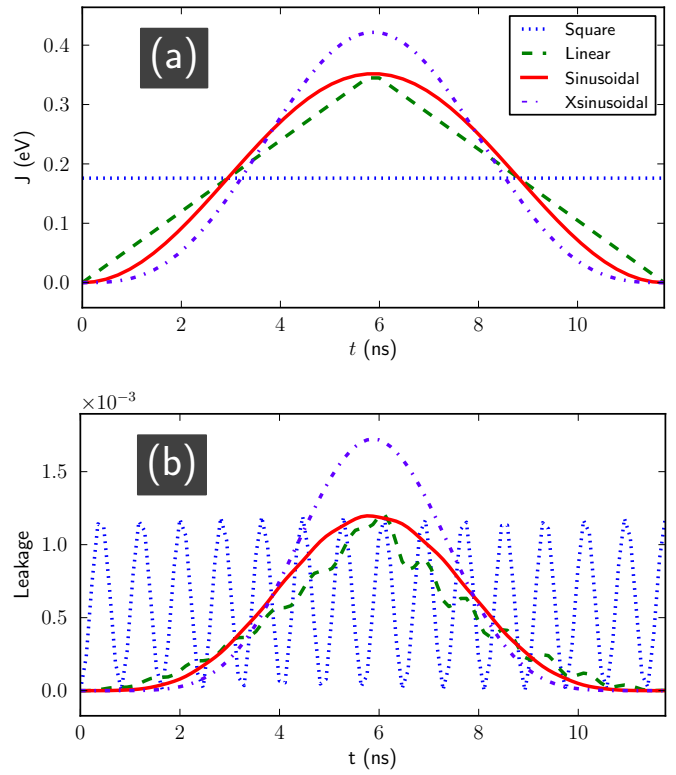 (a)
Square
Linear
Sinusoidal
Xsinusoidal
J (eV)
0.4
0.3
0.2
0.1
0.0
0 2 4 6 8 10
t (ns)
×10⁻³
(b)
Leakage
1.5
1.0
0.5
0.0
0 2 4 6 8 10
t (ns)